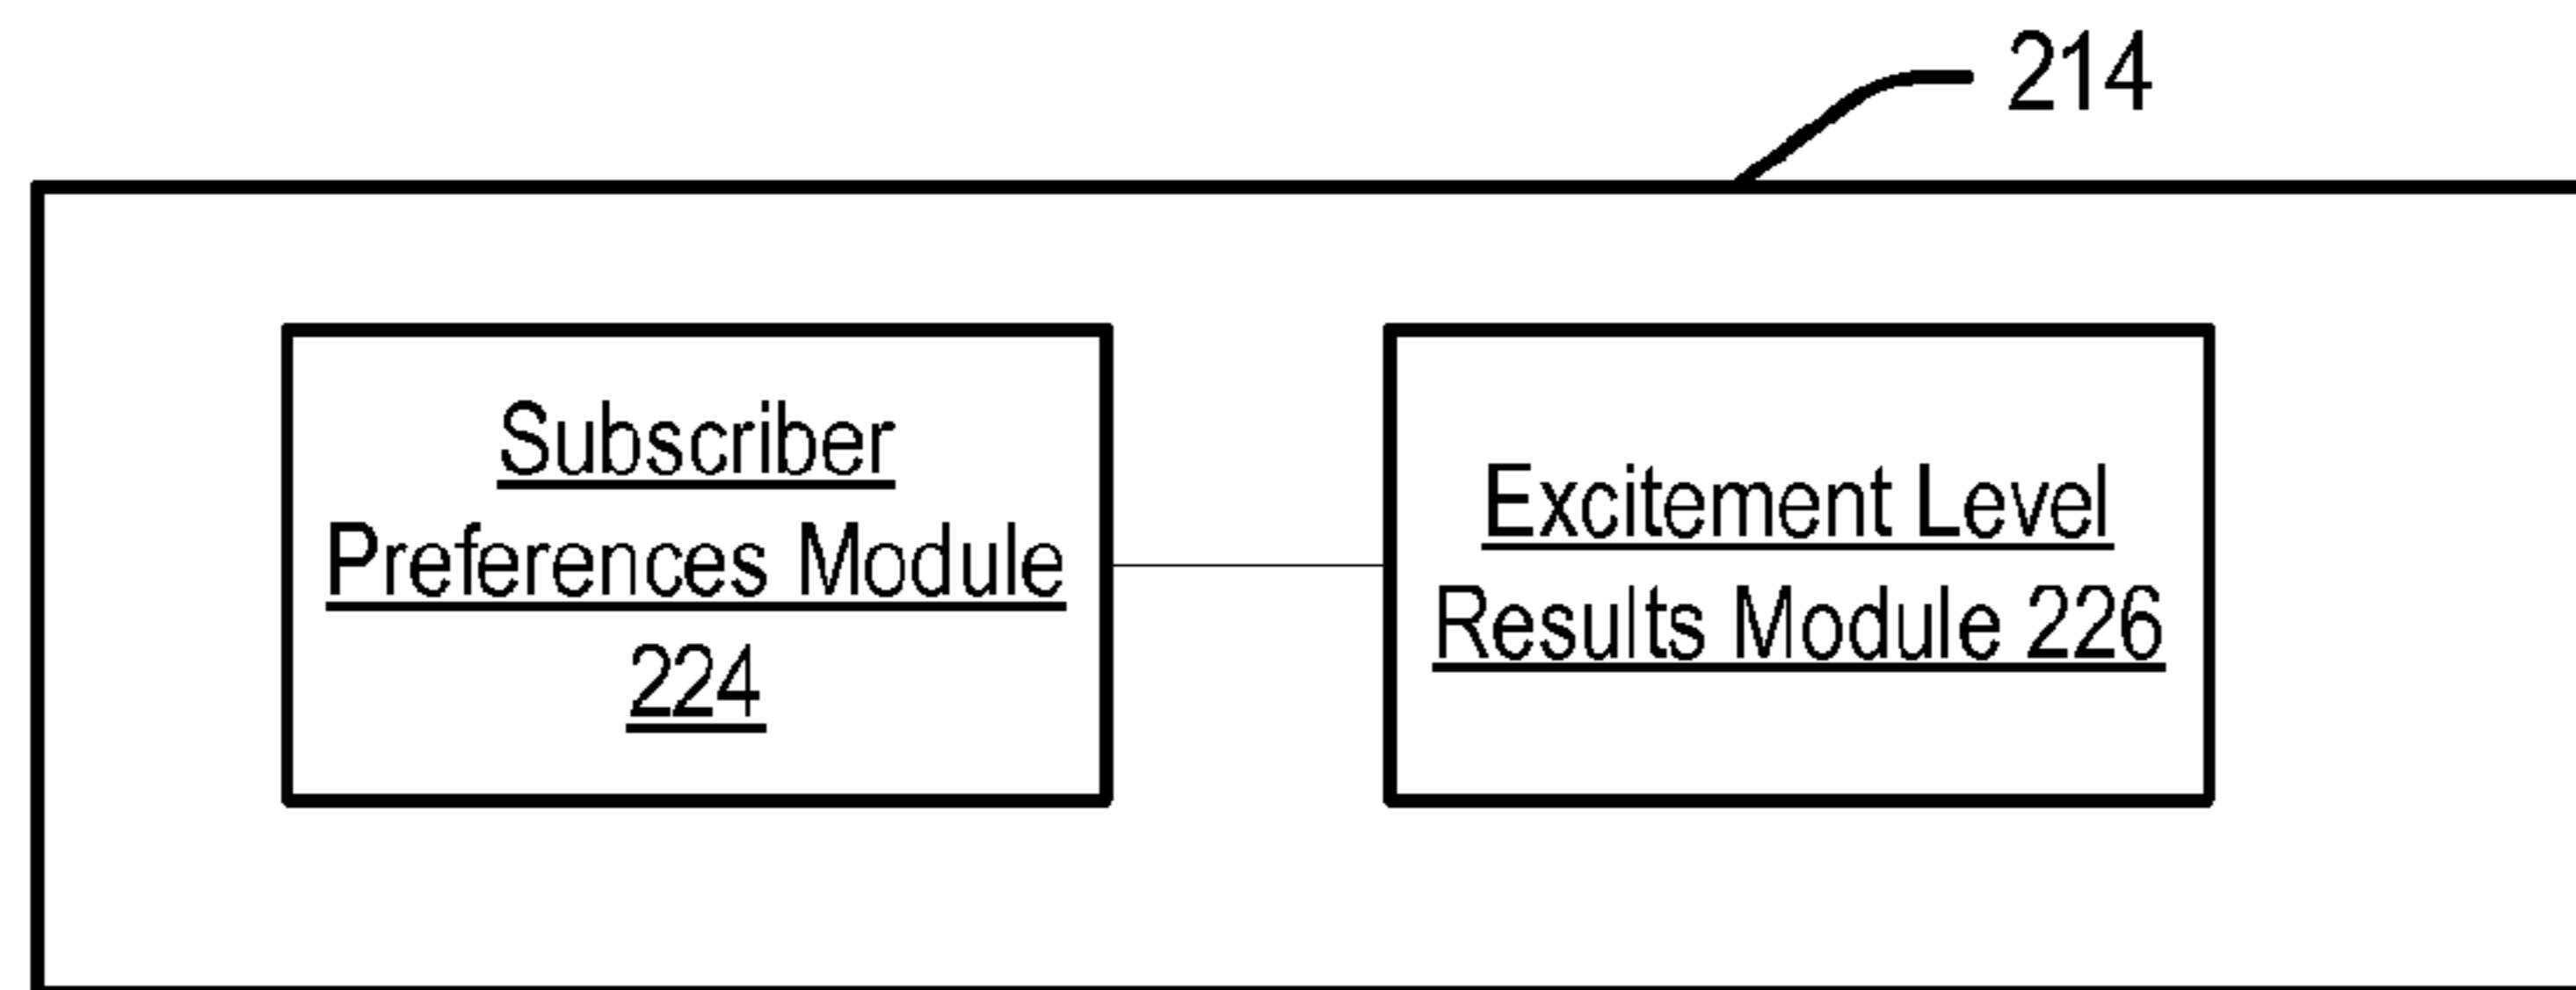 214
Subscriber
Preferences Module
224
Excitement Level
Results Module 226